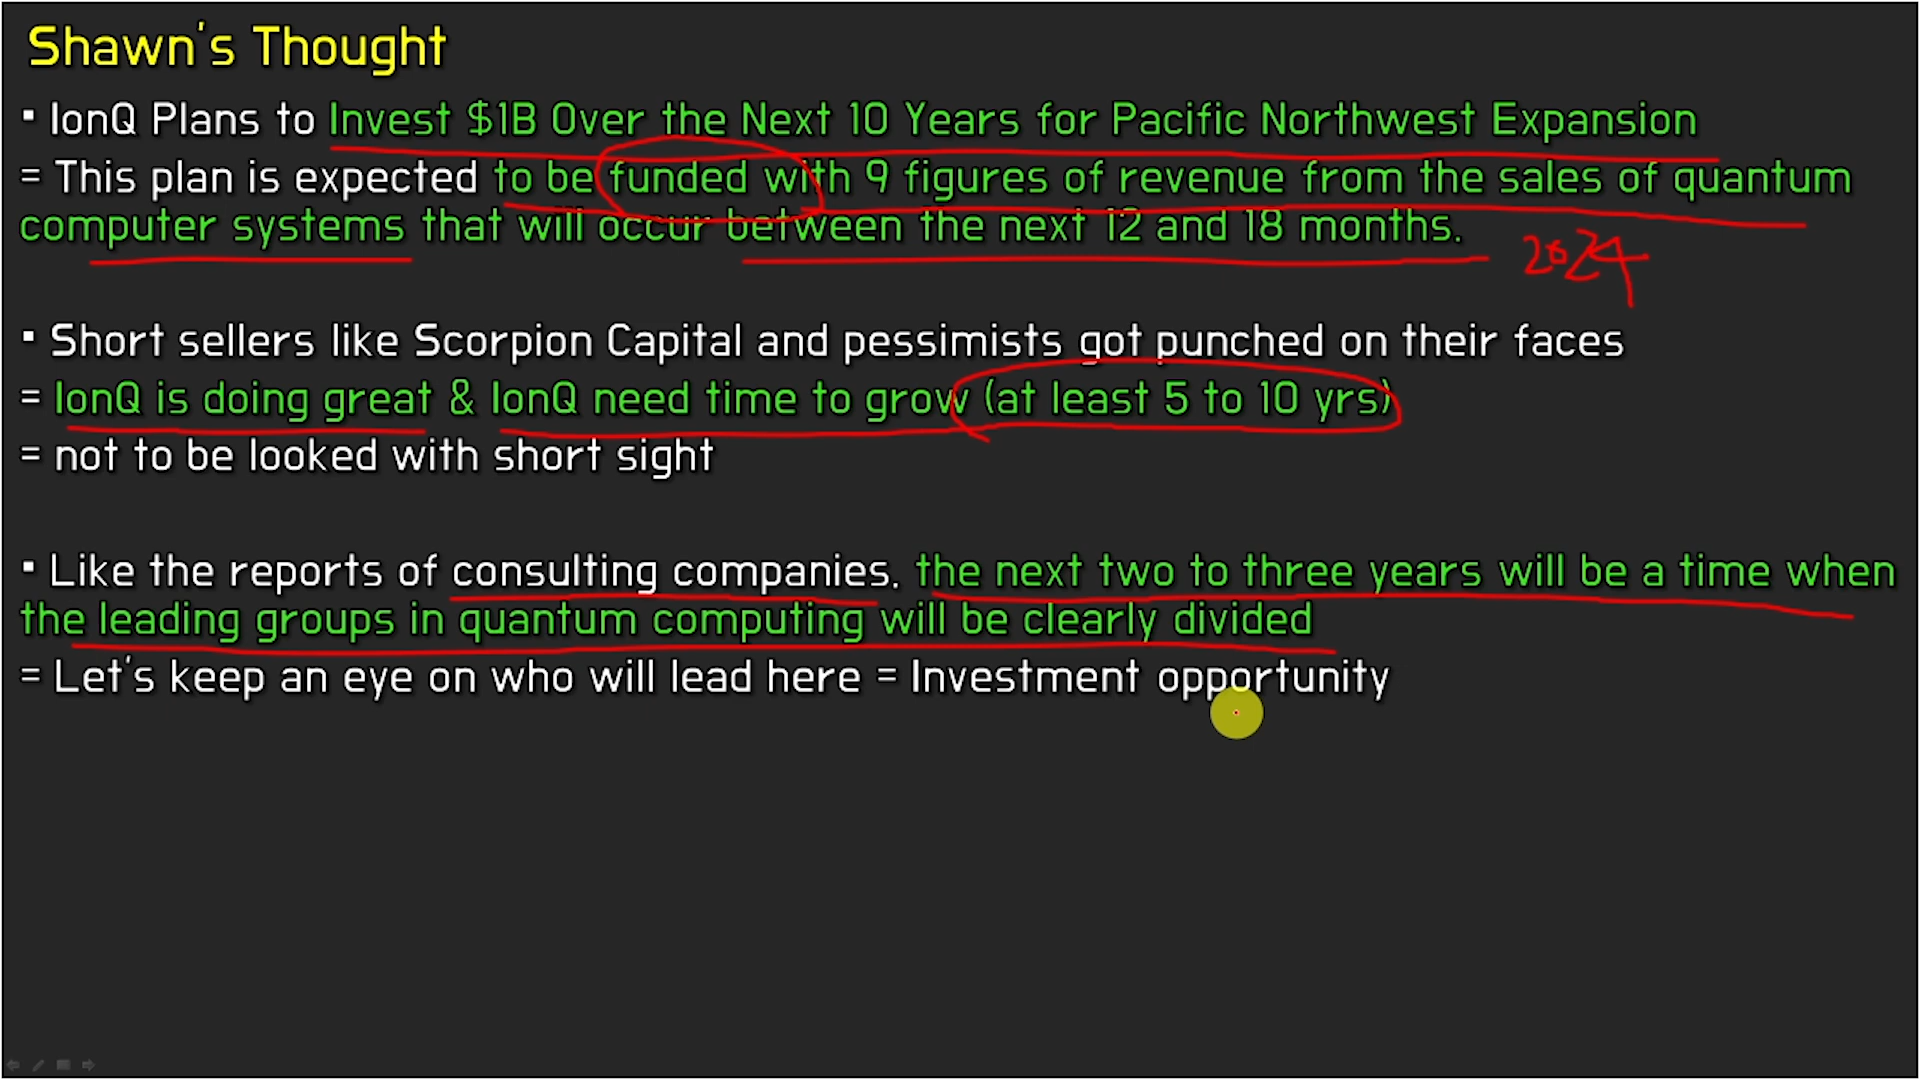 Shawn's Thought
▪ IonQ Plans to Invest $1B Over the Next 10 Years for Pacific Northwest Expansion
= This plan is expected to be funded with 9 figures of revenue from the sales of quantum
computer systems that will occur between the next 12 and 18 months.
2024
▪ Short sellers like Scorpion Capital and pessimists got punched on their faces
= IonQ is doing great & IonQ need time to grow (at least 5 to 10 yrs)
= not to be looked with short sight
▪ Like the reports of consulting companies, the next two to three years will be a time when
the leading groups in quantum computing will be clearly divided
= Let's keep an eye on who will lead here = Investment opportunity